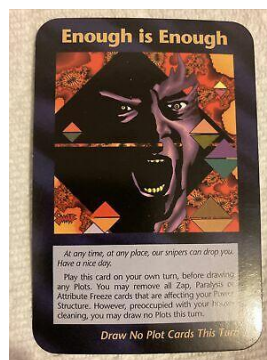 Enough is Enough
At any time, at any place, our snipers can drop you.
Have a nice day.
Play this card on your own turn, before drawing
any Plots. You may remove all Zap, Paralysis or
Attribute Freeze cards that are affecting your Power
Structure. However, preoccupied with your house
cleaning, you may draw no Plots this turn.
Draw No Plot Cards This Turn